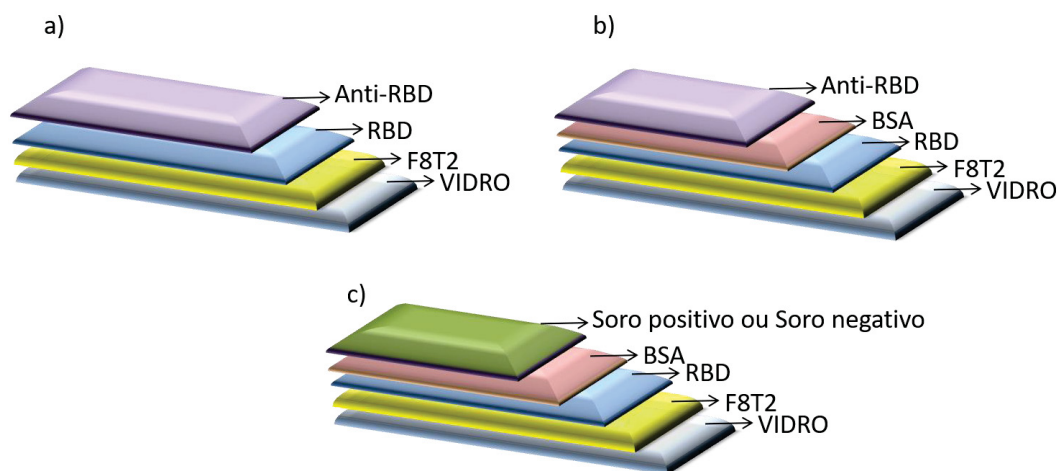 a)
Anti-RBD
RBD
F8T2
VIDRO
b)
Anti-RBD
BSA
RBD
F8T2
VIDRO
c)
Soro positivo ou Soro negativo
BSA
RBD
F8T2
VIDRO